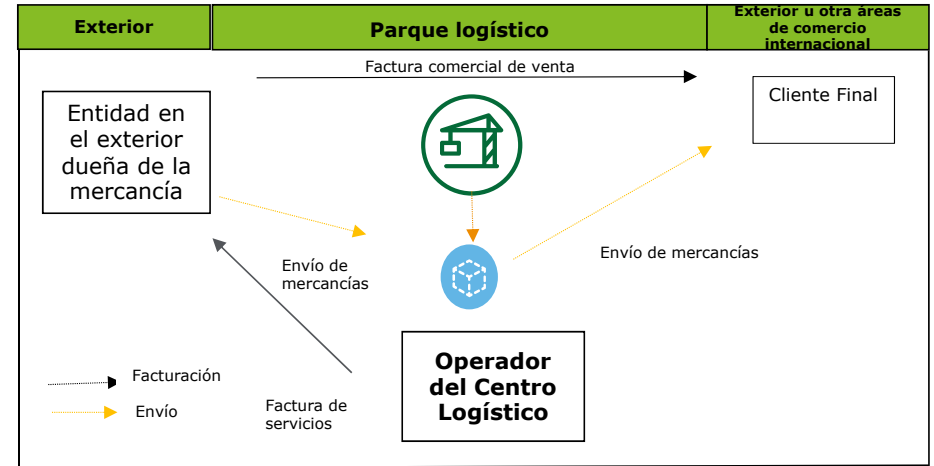 Exterior
Parque logístico
Exterior u otra áreas
de comercio
internacional
Factura comercial de venta
Entidad en
el exterior
dueña de la
mercancía
Cliente Final
Envío de
mercancías
Envío de mercancías
Operador
del Centro
Logístico
Factura de
servicios
Facturación
Envío